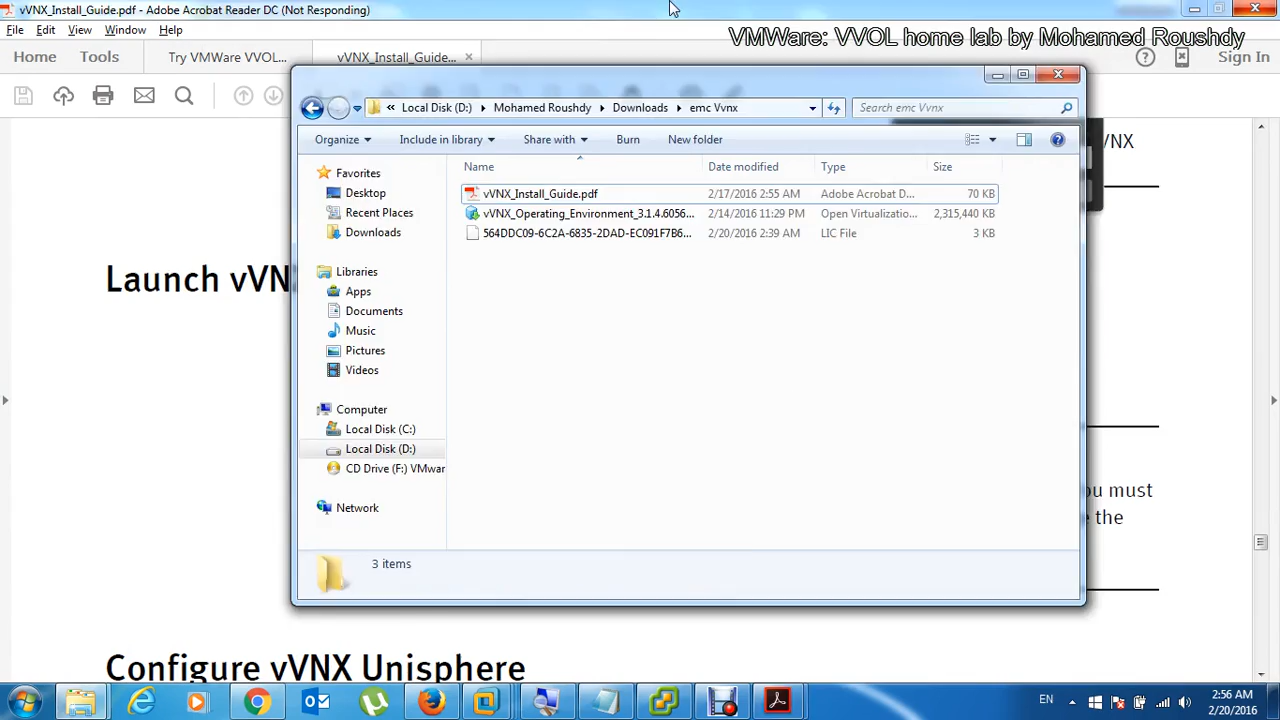 vVNX_Install_Guide.pdf - Adobe Acrobat Reader DC (Not Responding)
File Edit View Window Help
VMWare: VVOL home lab by Mohamed Roushdy
Home Tools Try VMWare VVOL... vVNX_Install_Guide... × Sign In
« Local Disk (D:) Mohamed Roushdy Downloads emc Vvnx Search emc Vvnx
Organize Include in library Share with Burn New folder
VNX
Name Date modified Type Size
Favorites
Desktop
Recent Places
Downloads
Libraries
Apps
Documents
Music
Pictures
Videos
Computer
Local Disk (C:)
Local Disk (D:)
CD Drive (F:) VMwar
Network
vVNX_Install_Guide.pdf 2/17/2016 2:55 AM Adobe Acrobat D... 70 KB
vVNX_Operating_Environment_3.1.4.6056... 2/14/2016 11:29 PM Open Virtualizatio... 2,315,440 KB
564DDC09-6C2A-6835-2DAD-EC091F7B6... 2/20/2016 2:39 AM LIC File 3 KB
Launch vVN
ou must
e the
3 items
Configure vVNX Unisphere
EN 2:56 AM
2/20/2016